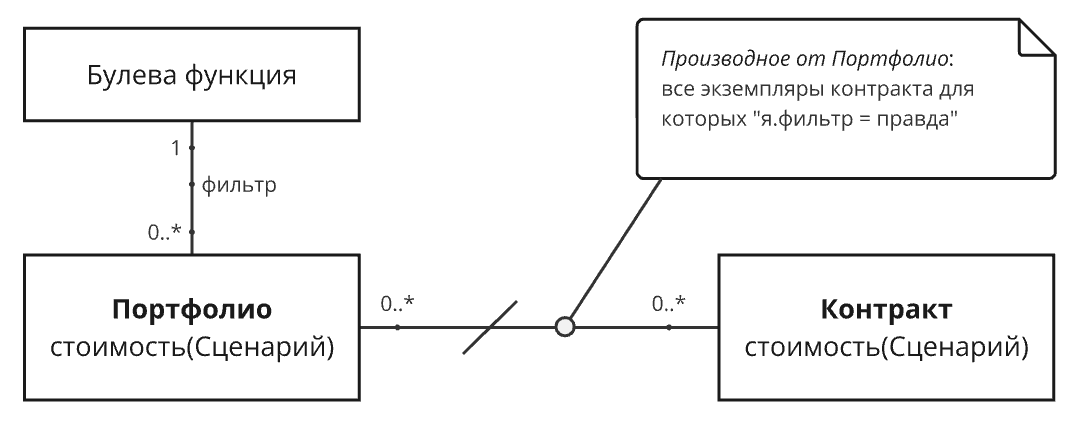 Булева функция
Производное от Портфолио:
все экземпляры контракта для
которых "я.фильтр = правда"
1
фильтр
0..*
Портфолио
стоимость(Сценарий)
0..*
0..*
Контракт
стоимость(Сценарий)